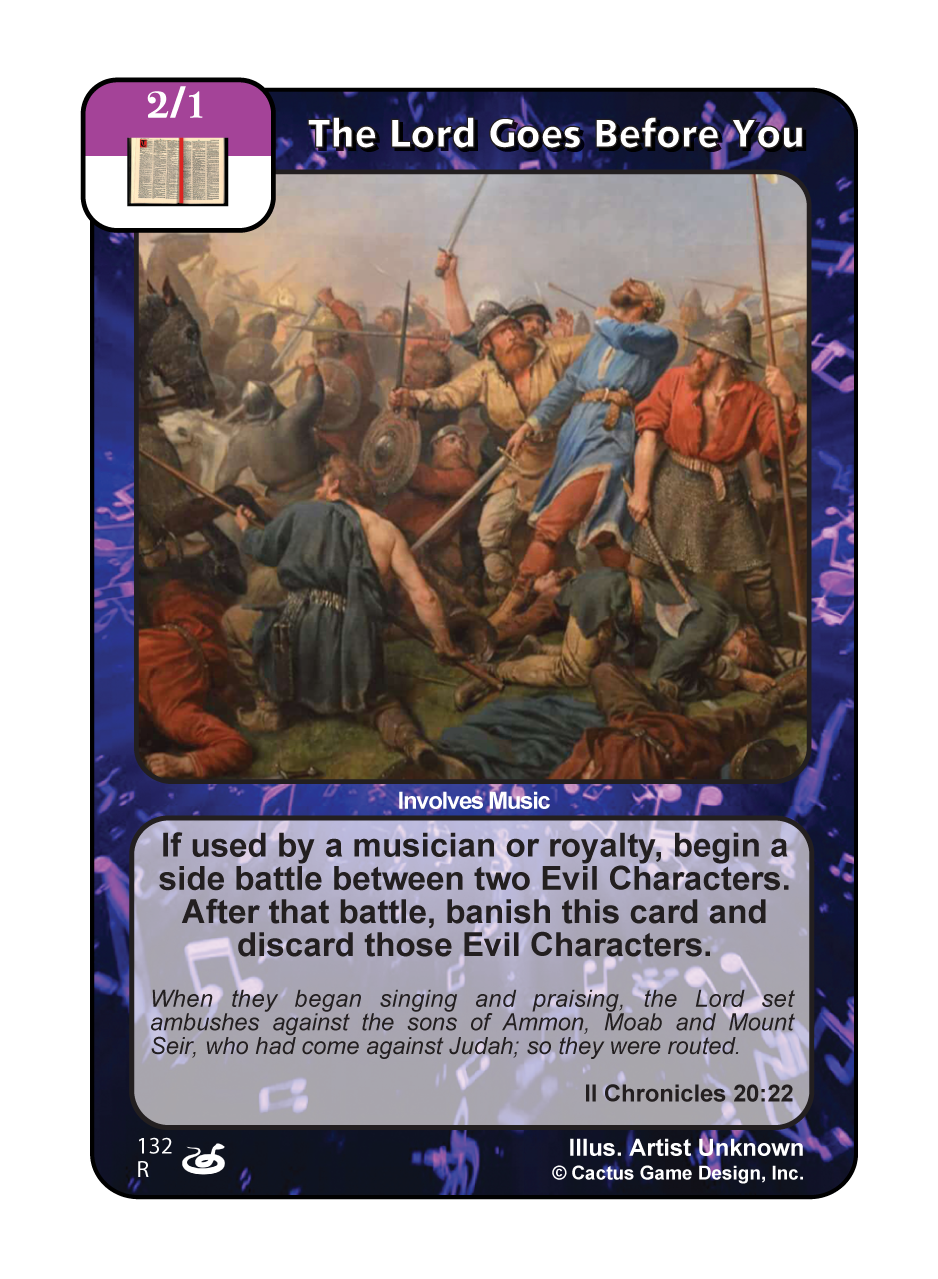 2/1
The Lord Goes Before You
Involves Music
If used by a musician or royalty, begin a
side battle between two Evil Characters.
After that battle, banish this card and
discard those Evil Characters.
When they began singing and praising, the Lord set
ambushes against the sons of Ammon, Moab and Mount
Seir, who had come against Judah; so they were routed.
II Chronicles 20:22
132
R
Illus. Artist Unknown
© Cactus Game Design, Inc.